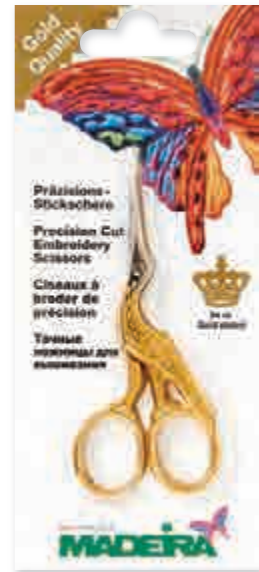 Gold
Quality
Präzisions-
Stickschere
Precision Cut
Embroidery
Scissors
Ciseaux à
broder de
précision
Точные
ножницы для
вышивания
MADEIRA